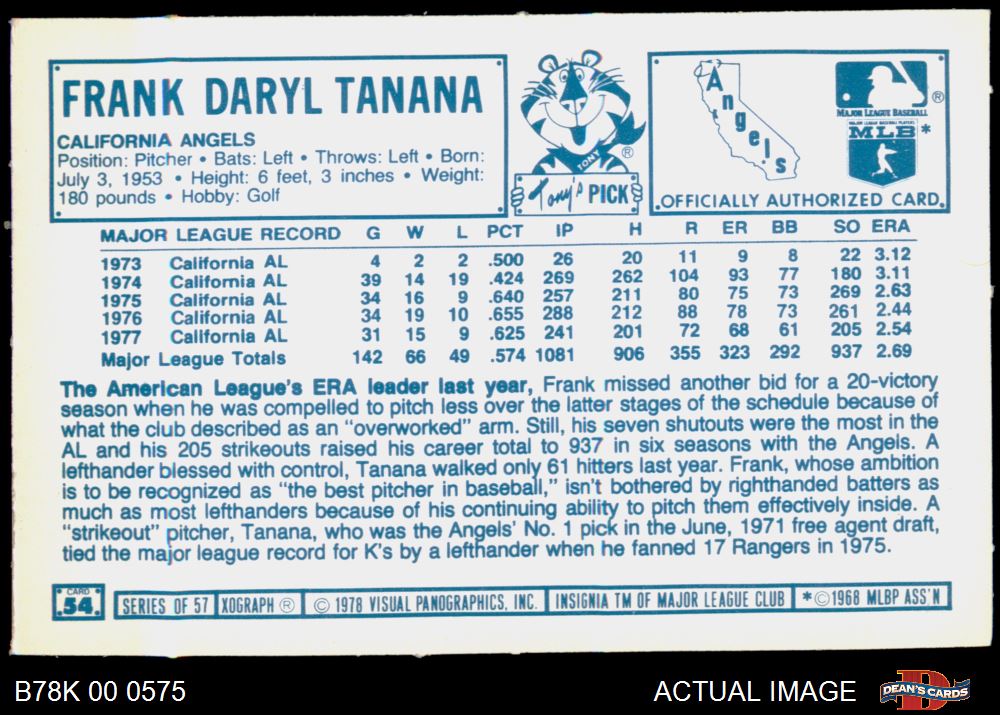 FRANK DARYL TANANA
CALIFORNIA ANGELS
Position: Pitcher • Bats: Left • Throws: Left • Born:
July 3, 1953 • Height: 6 feet, 3 inches • Weight:
180 pounds • Hobby: Golf
TONY
®
Tony's PICK
Angels
®
MAJOR LEAGUE BASEBALL
MAJOR LEAGUE BASEBALL PLAYERS
MLB *
OFFICIALLY AUTHORIZED CARD
MAJOR LEAGUE RECORD G W L PCT IP H R ER BB SO ERA
1973 California AL 4 2 2 .500 26 20 11 9 8 22 3.12
1974 California AL 39 14 19 .424 269 262 104 93 77 180 3.11
1975 California AL 34 16 9 .640 257 211 80 75 73 269 2.63
1976 California AL 34 19 10 .655 288 212 88 78 73 261 2.44
1977 California AL 31 15 9 .625 241 201 72 68 61 205 2.54
Major League Totals 142 66 49 .574 1081 906 355 323 292 937 2.69
The American League's ERA leader last year, Frank missed another bid for a 20-victory
season when he was compelled to pitch less over the latter stages of the schedule because of
what the club described as an "overworked" arm. Still, his seven shutouts were the most in the
AL and his 205 strikeouts raised his career total to 937 in six seasons with the Angels. A
lefthander blessed with control, Tanana walked only 61 hitters last year. Frank, whose ambition
is to be recognized as "the best pitcher in baseball," isn't bothered by righthanded batters as
much as most lefthanders because of his continuing ability to pitch them effectively inside. A
"strikeout" pitcher, Tanana, who was the Angels' No. 1 pick in the June, 1971 free agent draft,
tied the major league record for K's by a lefthander when he fanned 17 Rangers in 1975.
CARD
54
SERIES OF 57 XOGRAPH ® © 1978 VISUAL PANOGRAPHICS, INC. INSIGNIA TM OF MAJOR LEAGUE CLUB *©1968 MLBP ASS'N
B78K 00 0575
ACTUAL IMAGE
D
DEAN'S CARDS